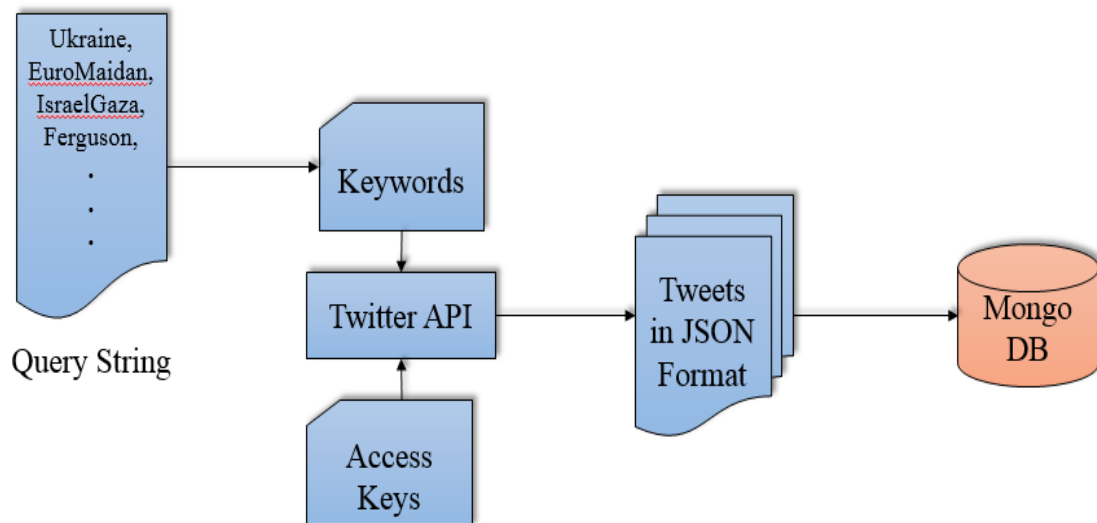 Ukraine,
EuroMaidan,
IsraelGaza,
Ferguson,
.
.
.
Query String
Keywords
Twitter API
Access
Keys
Tweets
in JSON
Format
Mongo
DB